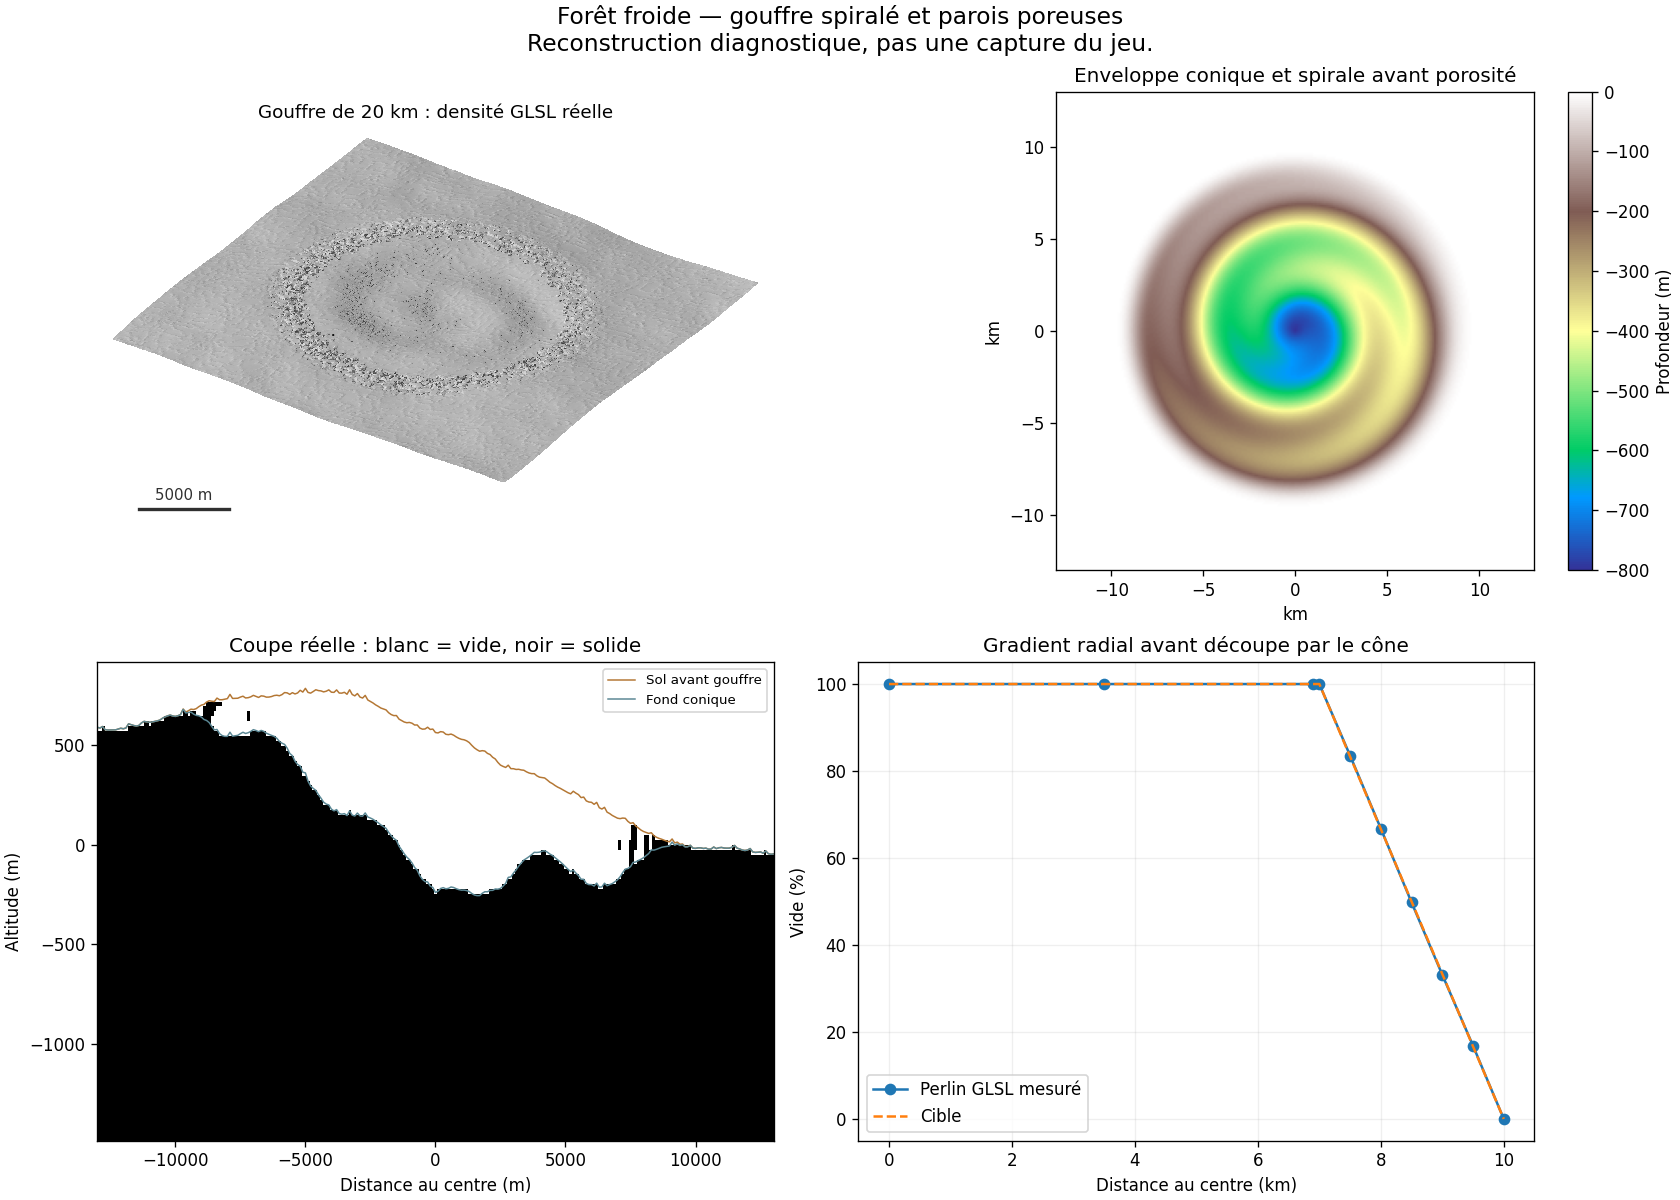 Forêt froide — gouffre spiralé et parois poreuses
Reconstruction diagnostique, pas une capture du jeu.
Gouffre de 20 km : densité GLSL réelle
5000 m
Enveloppe conique et spirale avant porosité
10
5
0
−5
−10
km
−10
−5
0
5
10
km
0
−100
−200
−300
−400
−500
−600
−700
−800
Profondeur (m)
Coupe réelle : blanc = vide, noir = solide
Sol avant gouffre
Fond conique
500
0
−500
−1000
Altitude (m)
−10000
−5000
0
5000
10000
Distance au centre (m)
Gradient radial avant découpe par le cône
100
80
60
40
20
0
Vide (%)
Perlin GLSL mesuré
Cible
0
2
4
6
8
10
Distance au centre (km)